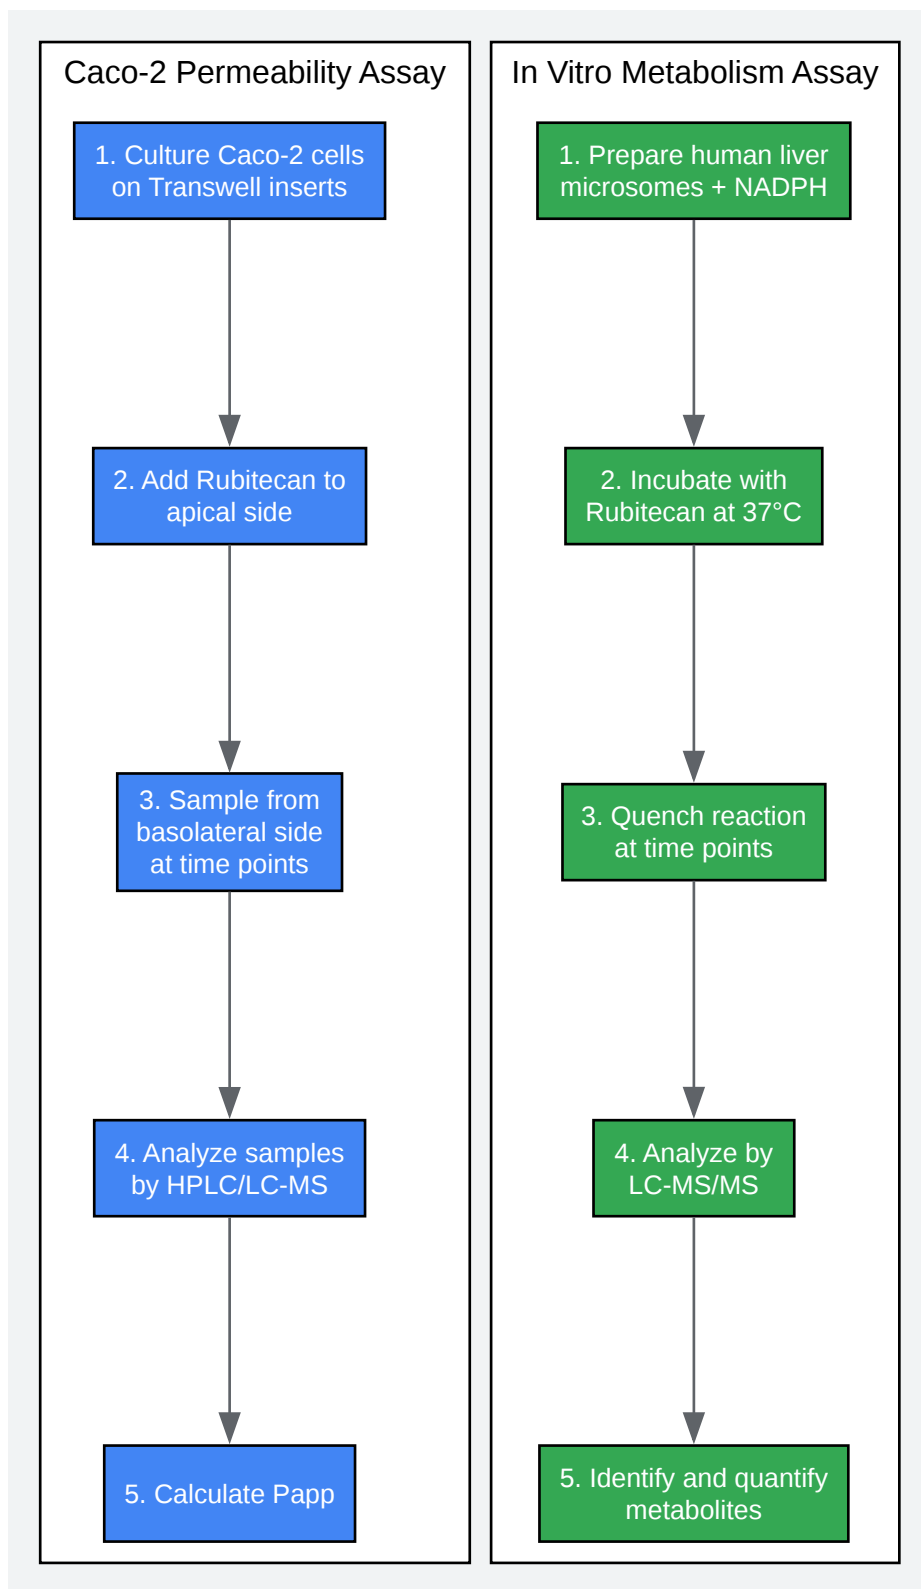 Caco-2 Permeability Assay
1. Culture Caco-2 cells
on Transwell inserts
2. Add Rubitecan to
apical side
3. Sample from
basolateral side
at time points
4. Analyze samples
by HPLC/LC-MS
5. Calculate Papp
In Vitro Metabolism Assay
1. Prepare human liver
microsomes + NADPH
2. Incubate with
Rubitecan at 37°C
3. Quench reaction
at time points
4. Analyze by
LC-MS/MS
5. Identify and quantify
metabolites